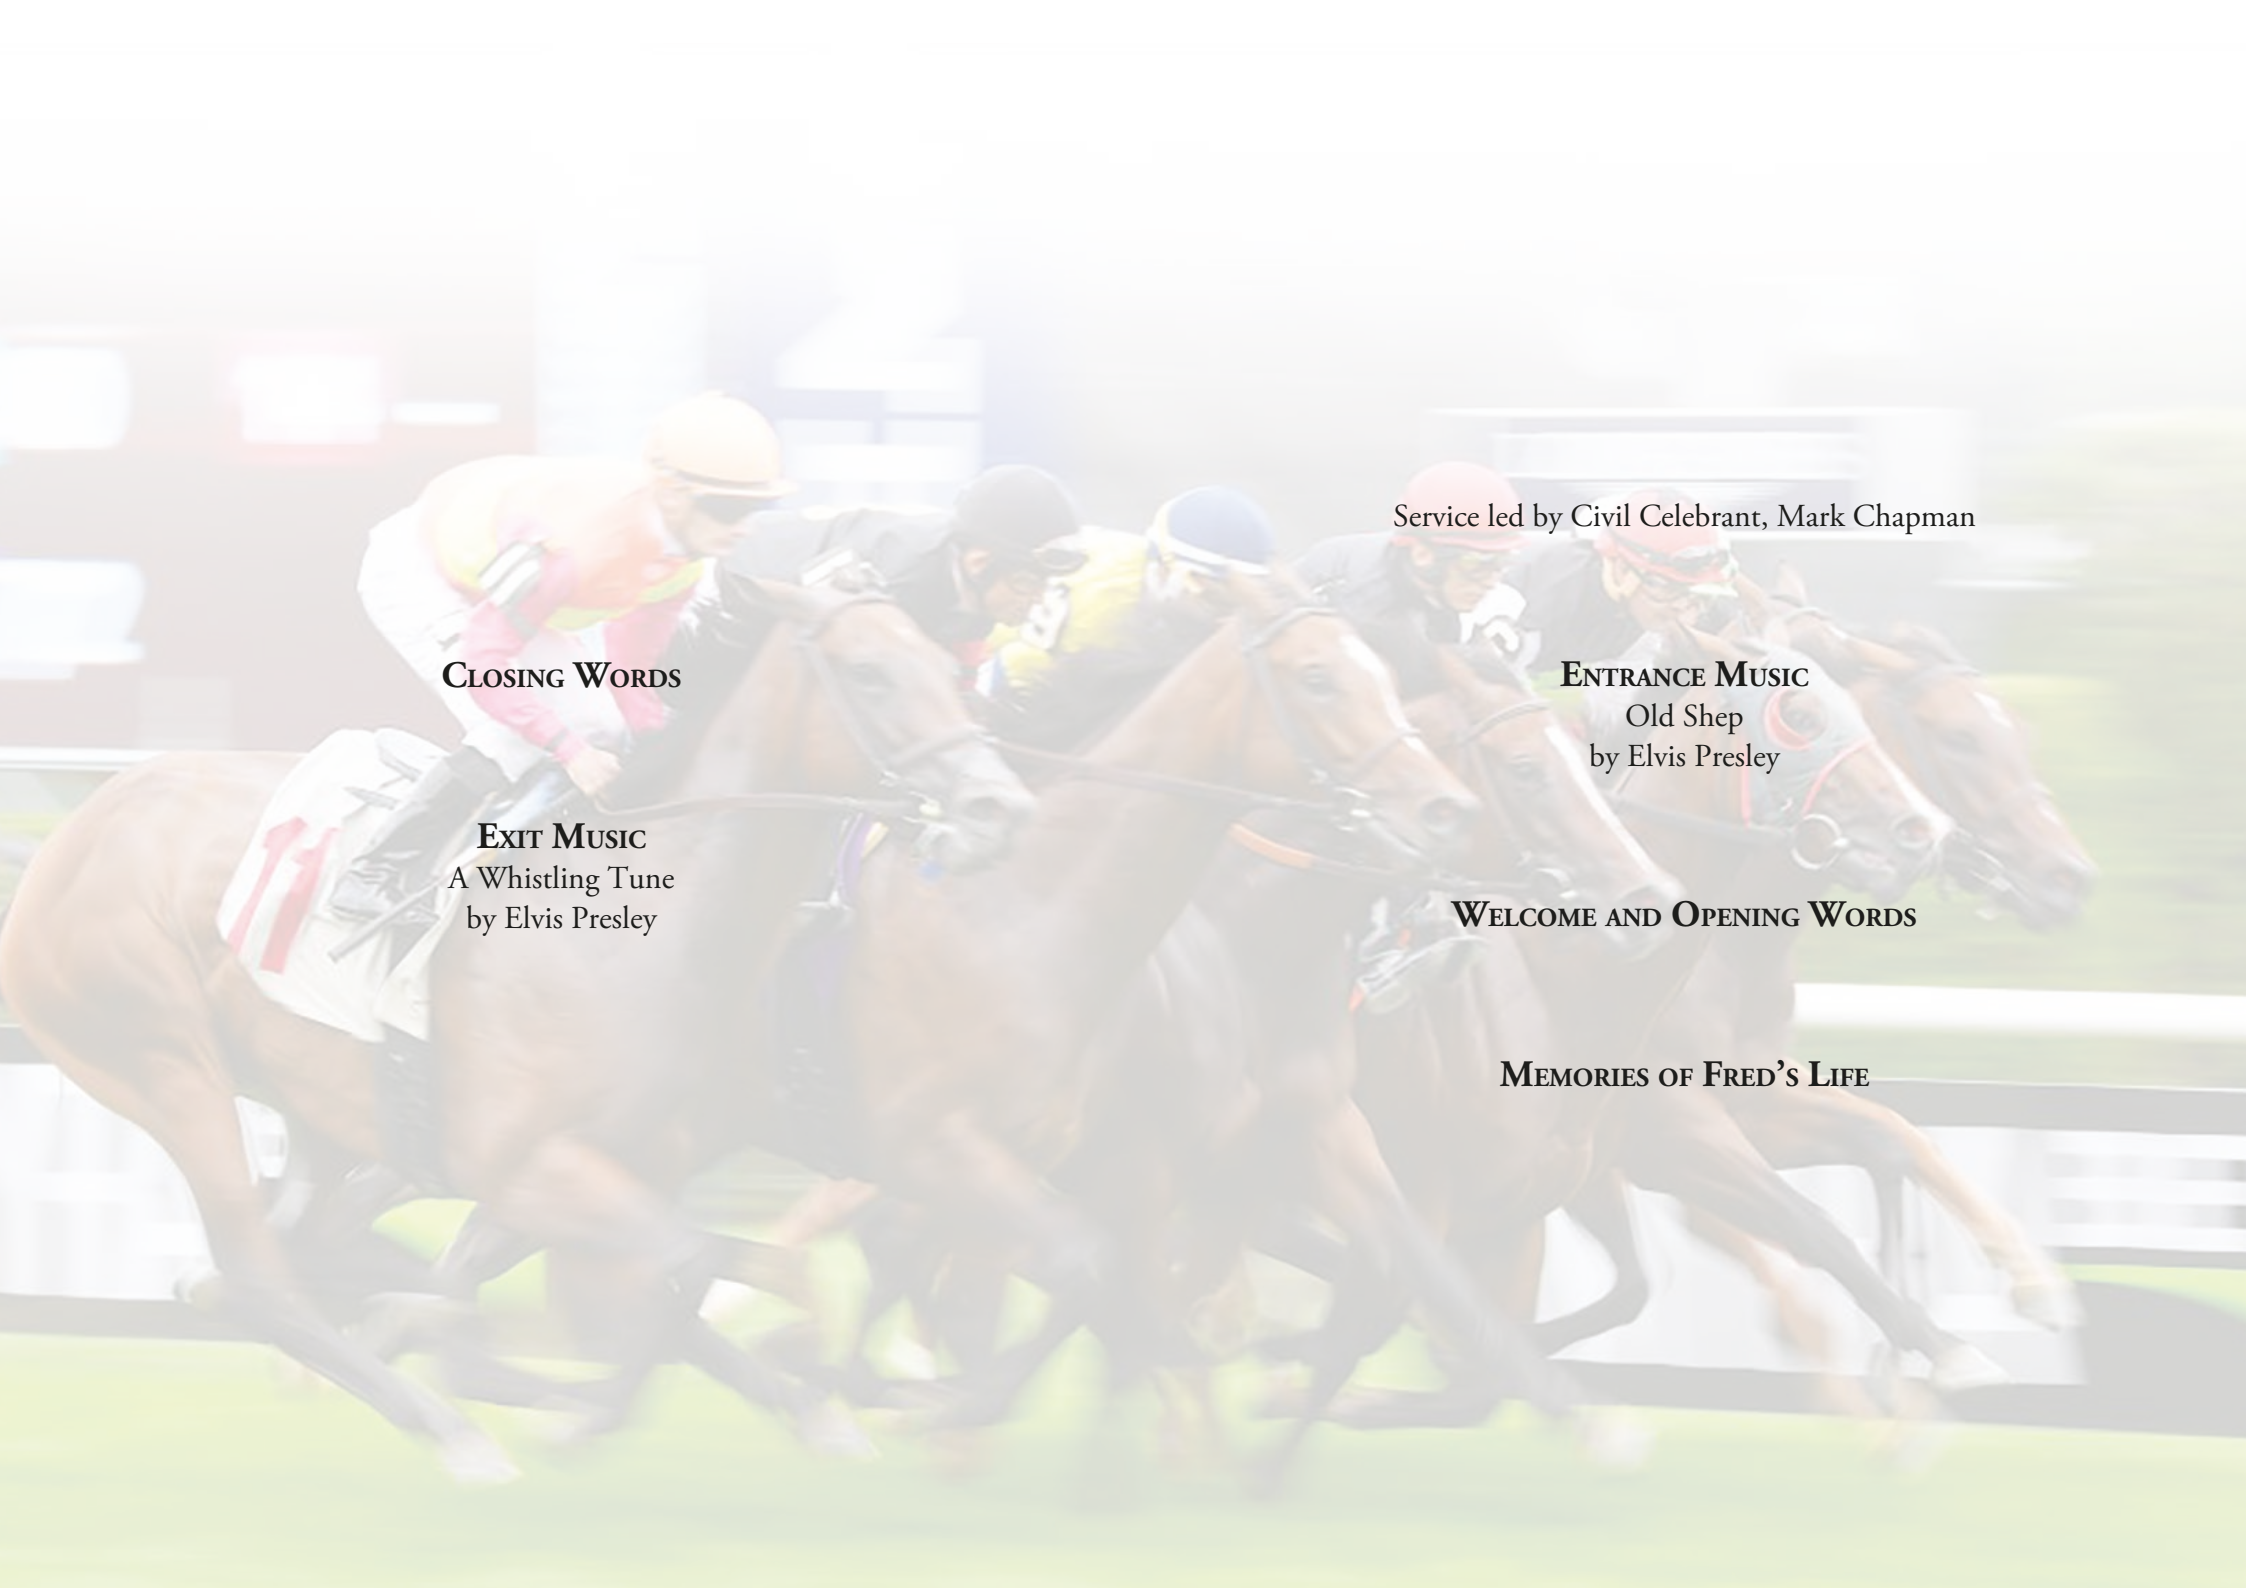 Closing Words
Exit Music
A Whistling Tune
by Elvis Presley
Service led by Civil Celebrant, Mark Chapman
Entrance Music
Old Shep
by Elvis Presley
Welcome and Opening Words
Memories of Fred’s Life
11